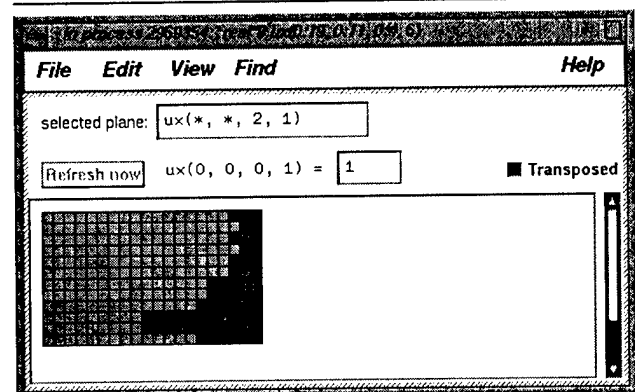 File Edit View Find Help
selected plane: ux(*, *, 2, 1)
Refresh now ux(0, 0, 0, 1) = 1 Transposed